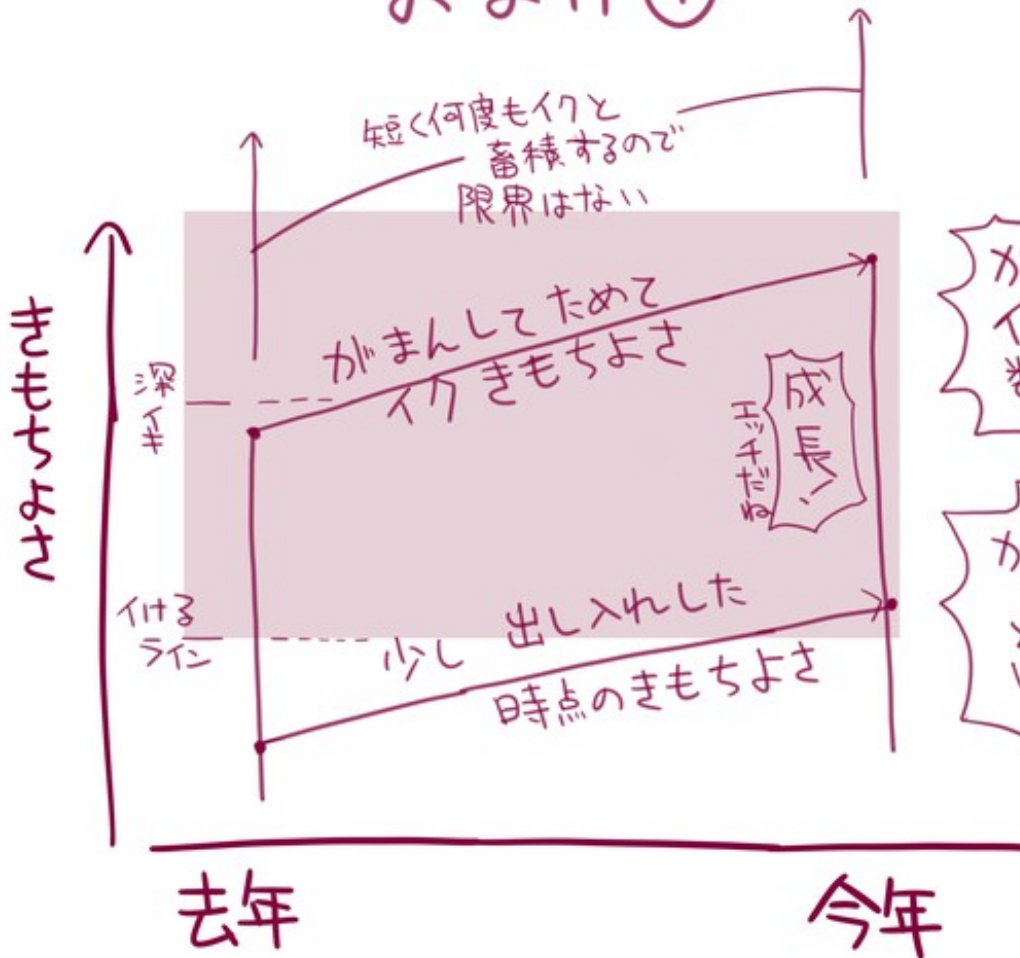 短く何度もイクと
蓄積するので
限界はない
きもちよさ
深イキ
がまんしてためて
イク きもちよさ
成長!
エッチだね
イける
ライン
少し 出し入れした
時点のきもちよさ
去年
今年